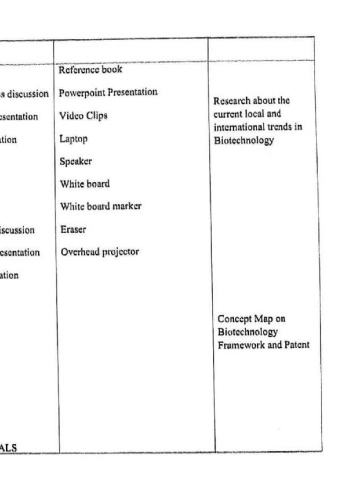 Reference book
s discussion
Powerpoint Presentation
Research about the
current local and
international trends in
Biotechnology
esentation
Video Clips
Laptop
Speaker
White board
White board marker
iscussion
Eraser
esentation
Overhead projector
ation
Concept Map on
Biotechnology
Framework and Patent
ALS